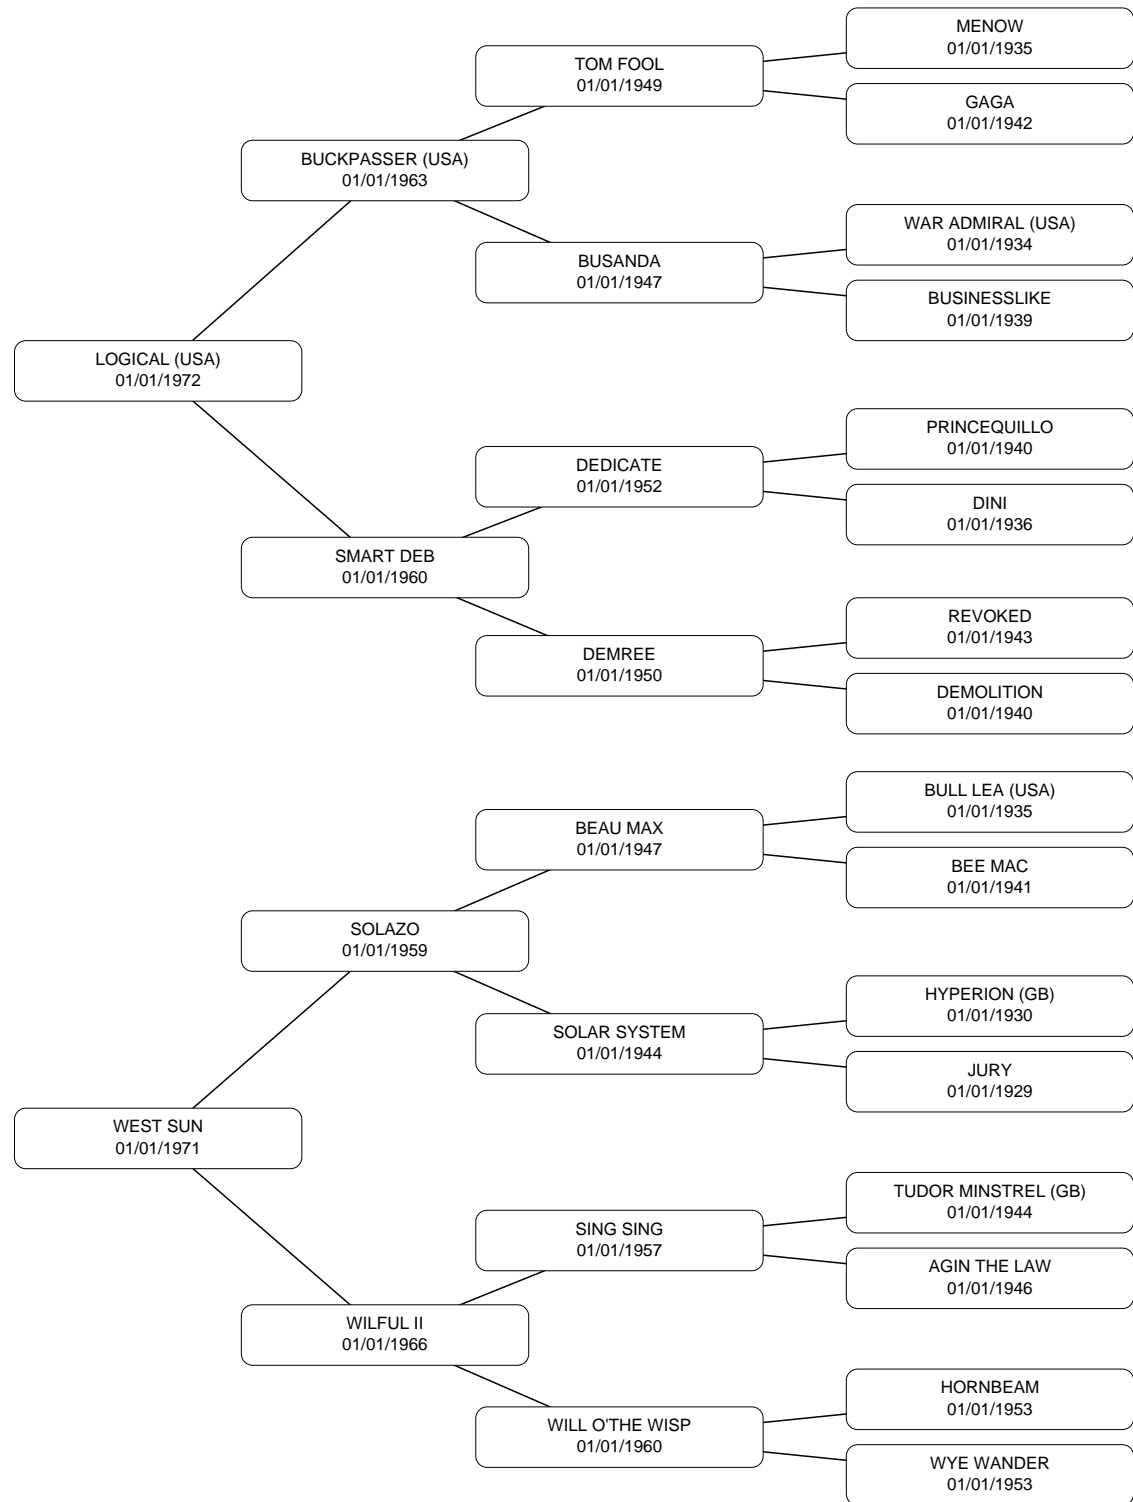 MENOW
01/01/1935
TOM FOOL
01/01/1949
GAGA
01/01/1942
BUCKPASSER (USA)
01/01/1963
WAR ADMIRAL (USA)
01/01/1934
BUSANDA
01/01/1947
BUSINESSLIKE
01/01/1939
LOGICAL (USA)
01/01/1972
PRINCEQUILLO
01/01/1940
DEDICATE
01/01/1952
DINI
01/01/1936
SMART DEB
01/01/1960
REVOKED
01/01/1943
DEMREE
01/01/1950
DEMOLITION
01/01/1940
BULL LEA (USA)
01/01/1935
BEAU MAX
01/01/1947
BEE MAC
01/01/1941
SOLAZO
01/01/1959
HYPERION (GB)
01/01/1930
SOLAR SYSTEM
01/01/1944
JURY
01/01/1929
WEST SUN
01/01/1971
TUDOR MINSTREL (GB)
01/01/1944
SING SING
01/01/1957
AGIN THE LAW
01/01/1946
WILFUL II
01/01/1966
HORNBEAM
01/01/1953
WILL O'THE WISP
01/01/1960
WYE WANDER
01/01/1953